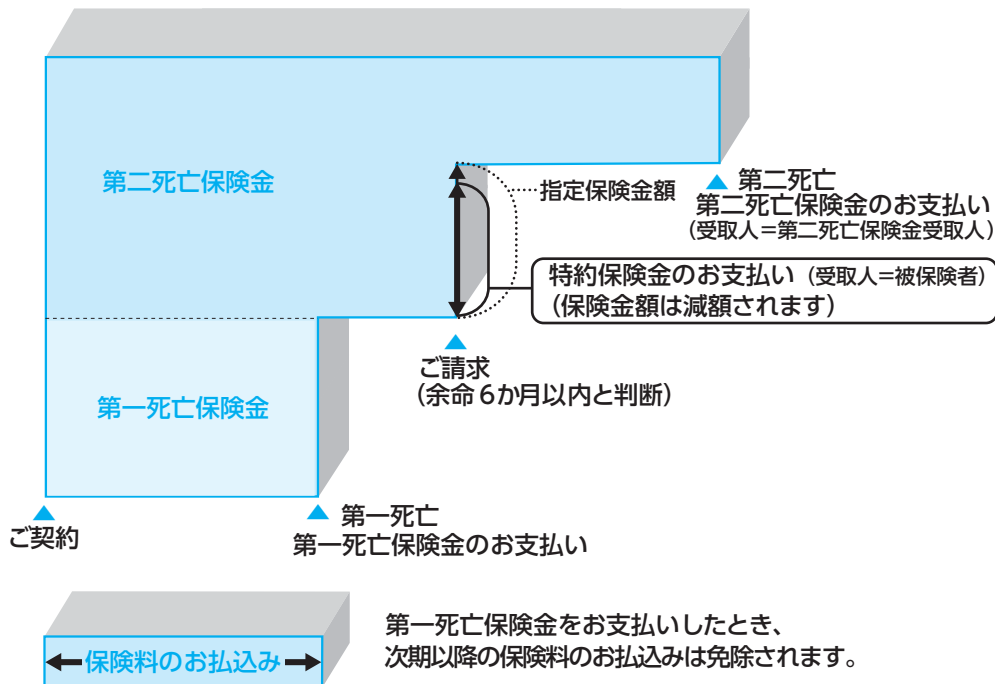 第二死亡保険金
指定保険金額
▲ 第二死亡
第二死亡保険金のお支払い
(受取人=第二死亡保険金受取人)
特約保険金のお支払い(受取人=被保険者)
(保険金額は減額されます)
▲
ご請求
(余命6か月以内と判断)
第一死亡保険金
▲
ご契約
▲ 第一死亡
第一死亡保険金のお支払い
保険料のお払込み
第一死亡保険金をお支払いしたとき、
次期以降の保険料のお払込みは免除されます。